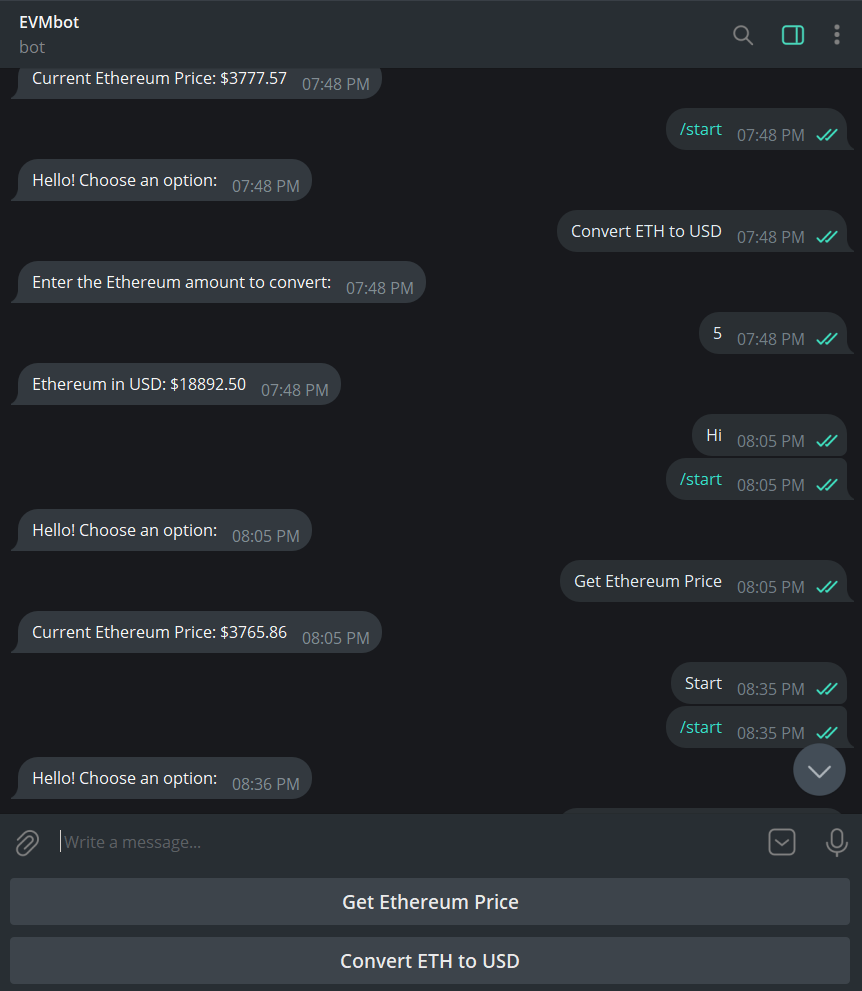 EVMbot
bot
Current Ethereum Price: $3777.57 07:48 PM
/start 07:48 PM
Hello! Choose an option: 07:48 PM
Convert ETH to USD 07:48 PM
Enter the Ethereum amount to convert: 07:48 PM
5 07:48 PM
Ethereum in USD: $18892.50 07:48 PM
Hi 08:05 PM
/start 08:05 PM
Hello! Choose an option: 08:05 PM
Get Ethereum Price 08:05 PM
Current Ethereum Price: $3765.86 08:05 PM
Start 08:35 PM
/start 08:35 PM
Hello! Choose an option: 08:36 PM
Write a message...
Get Ethereum Price
Convert ETH to USD